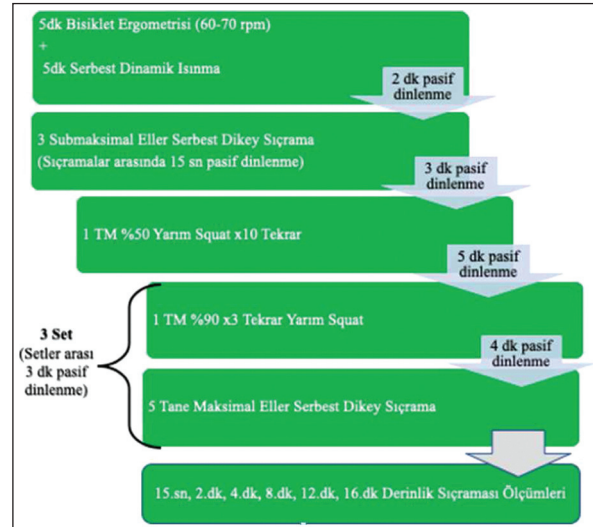 5dk Bisiklet Ergometrisi (60-70 rpm)
+
5dk Serbest Dinamik Isınma
2 dk pasif
dinlenme
3 Submaksimal Eller Serbest Dikey Sıçrama
(Sıçramalar arasında 15 sn pasif dinlenme)
3 dk pasif
dinlenme
1 TM %50 Yarım Squat x10 Tekrar
5 dk pasif
dinlenme
3 Set
(Setler arası
3 dk pasif
dinlenme)
1 TM %90 x3 Tekrar Yarım Squat
4 dk pasif
dinlenme
5 Tane Maksimal Eller Serbest Dikey Sıçrama
15.sn, 2.dk, 4.dk, 8.dk, 12.dk, 16.dk Derinlik Sıçraması Ölçümleri